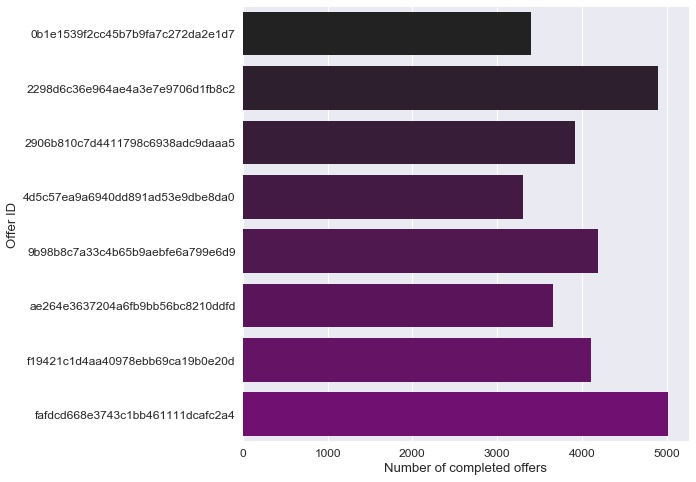 0b1e1539f2cc45b7b9fa7c272da2e1d7
2298d6c36e964ae4a3e7e9706d1fb8c2
2906b810c7d4411798c6938adc9daaa5
4d5c57ea9a6940dd891ad53e9dbe8da0
9b98b8c7a33c4b65b9aebfe6a799e6d9
ae264e3637204a6fb9bb56bc8210ddfd
f19421c1d4aa40978ebb69ca19b0e20d
fafdcd668e3743c1bb461111dcafc2a4
Offer ID
0 1000 2000 3000 4000 5000
Number of completed offers